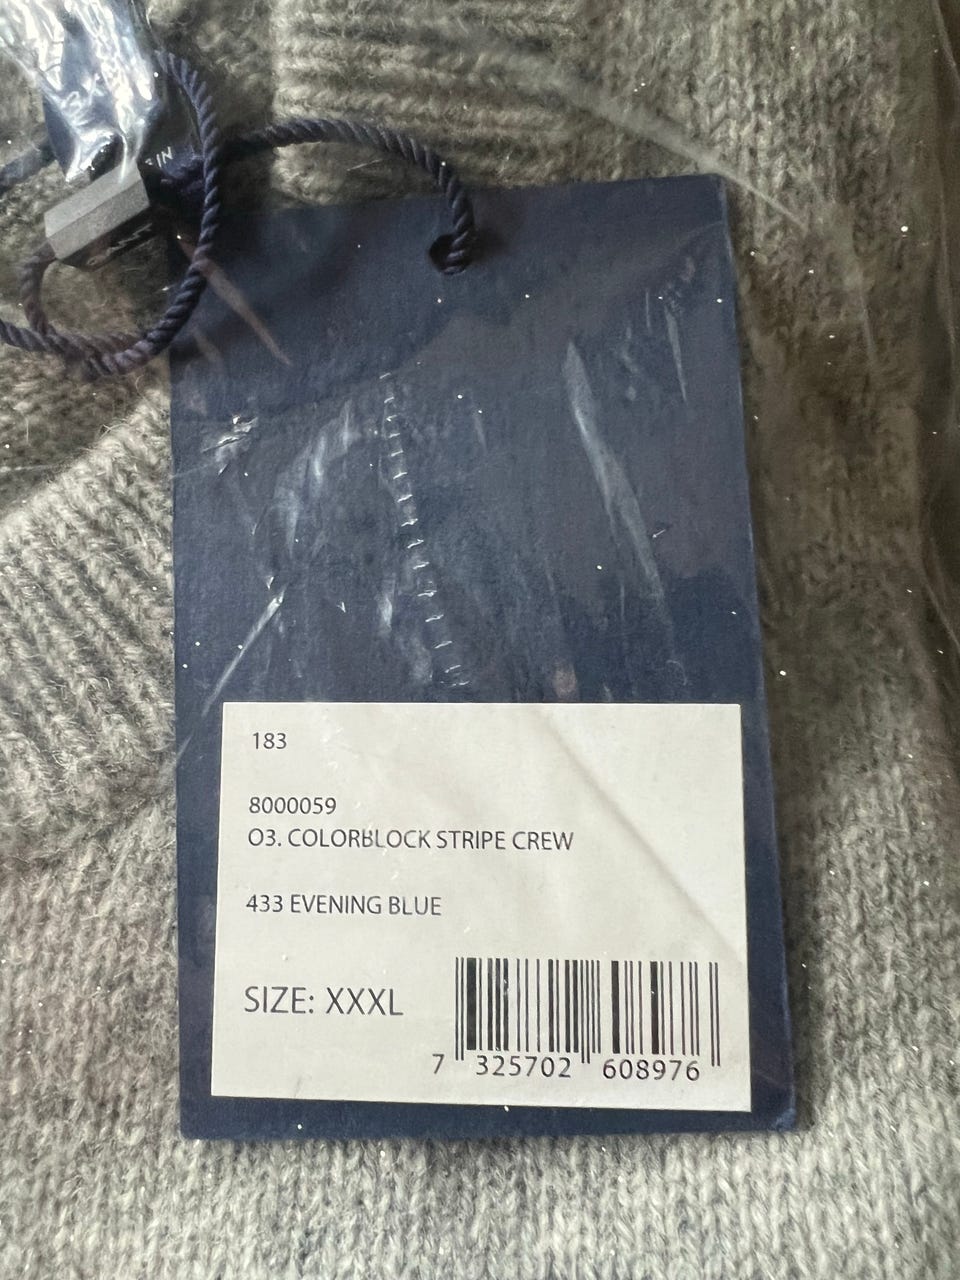 183
8000059
O3. COLORBLOCK STRIPE CREW
433 EVENING BLUE
SIZE: XXXL
7 325702 608976